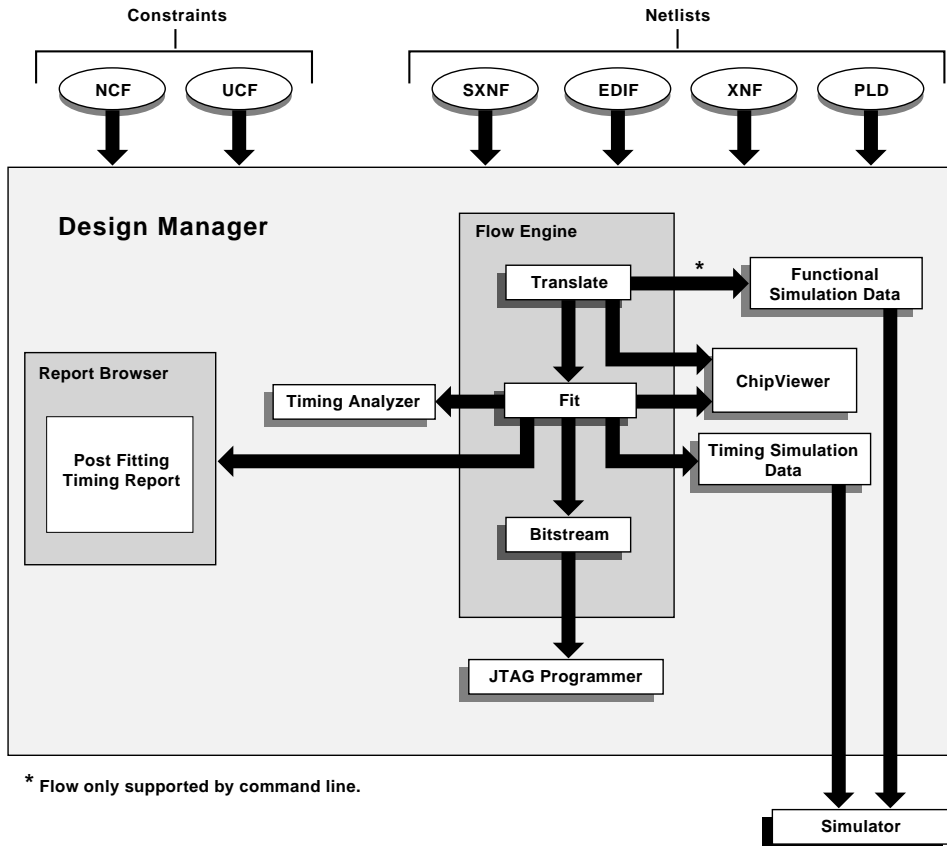 Constraints
Netlists
NCF
UCF
SXNF
EDIF
XNF
PLD
Design Manager
Flow Engine
Translate
*
Functional
Simulation Data
Report Browser
Timing Analyzer
Fit
ChipViewer
Post Fitting
Timing Report
Timing Simulation
Data
Bitstream
JTAG Programmer
* Flow only supported by command line.
Simulator